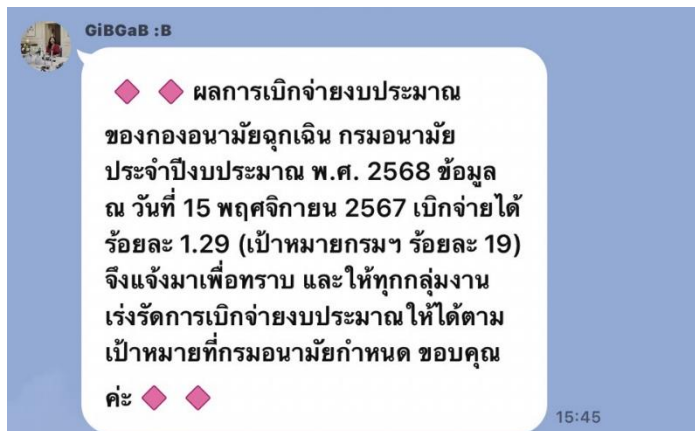 GiBGaB :B
ผลการเบิกจ่ายงบประมาณ
ของกองอนามัยฉุกเฉิน กรมอนามัย
ประจำปีงบประมาณ พ.ศ. 2568 ข้อมูล
ณ วันที่ 15 พฤศจิกายน 2567 เบิกจ่ายได้
ร้อยละ 1.29 (เป้าหมายกรมฯ ร้อยละ 19)
จึงแจ้งมาเพื่อทราบ และให้ทุกกลุ่มงาน
เร่งรัดการเบิกจ่ายงบประมาณให้ได้ตาม
เป้าหมายที่กรมอนามัยกำหนด ขอบคุณ
ค่ะ
15:45